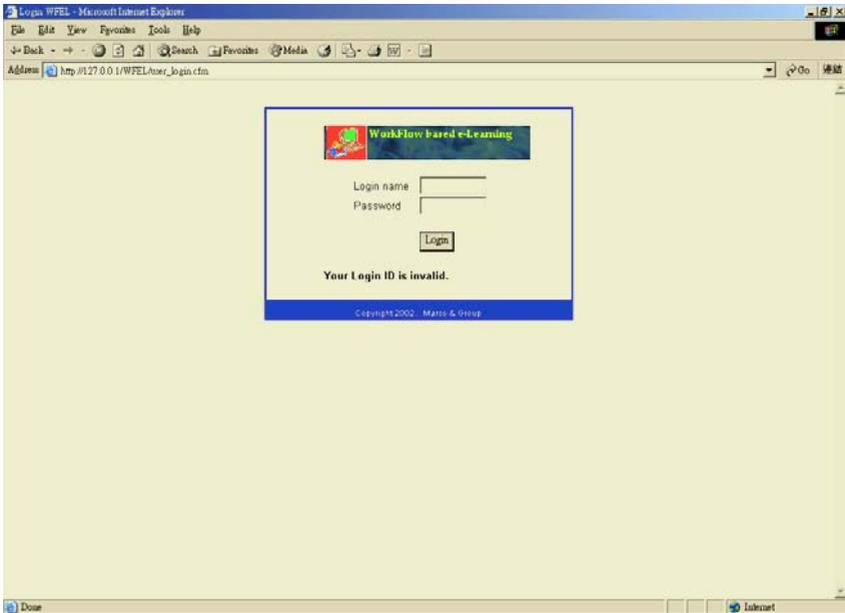 Login WFEL - Microsoft Internet Explorer
File Edit View Favorites Tools Help
Back Search Favorites Media
Address http://127.0.0.1/WFEL/user_login.cfm Go 連結
WorkFlow based e-Learning
Login name
Password
Login
Your Login ID is invalid.
Copyright 2002. & Group
Done Internet